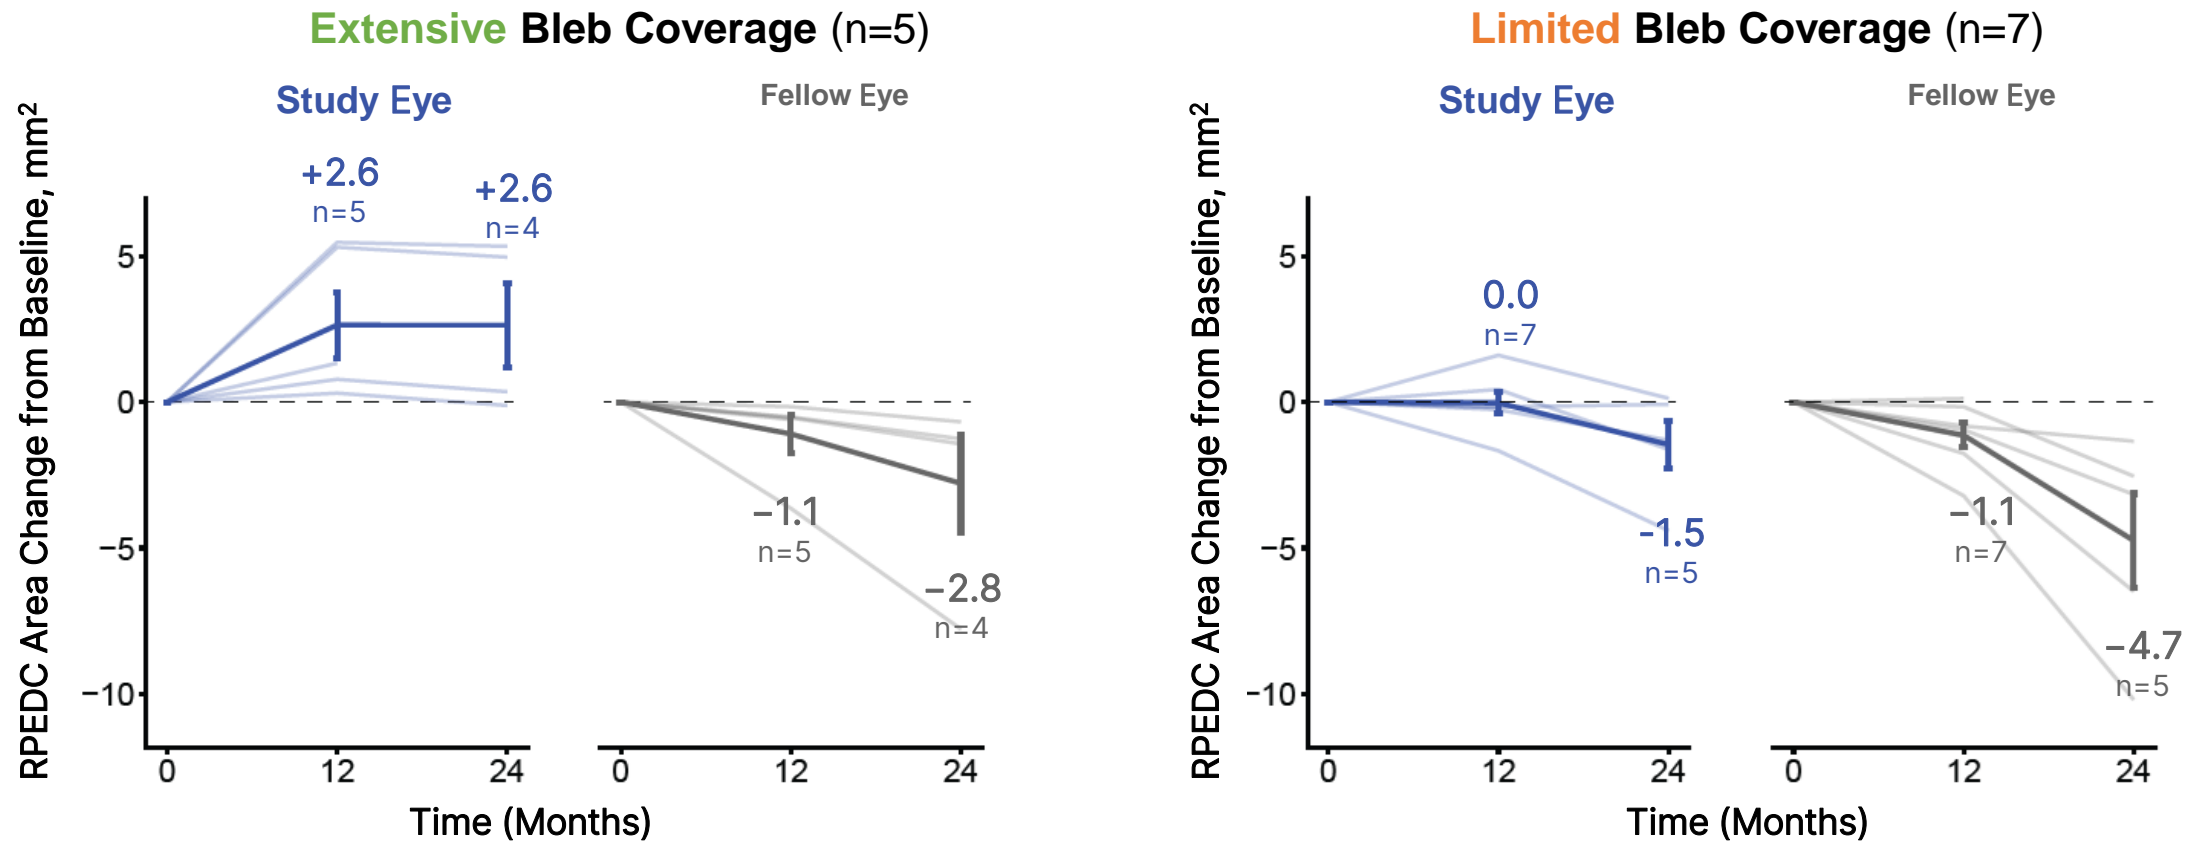 Extensive Bleb Coverage (n=5)
Study Eye
Fellow Eye
RPEDC Area Change from Baseline, mm²
+2.6
n=5
+2.6
n=4
5
0
−5
−10
−1.1
n=5
−2.8
n=4
0 12 24
0 12 24
Time (Months)
Limited Bleb Coverage (n=7)
Study Eye
Fellow Eye
RPEDC Area Change from Baseline, mm²
0.0
n=7
5
0
−5
−10
−1.5
n=5
−1.1
n=7
−4.7
n=5
0 12 24
0 12 24
Time (Months)